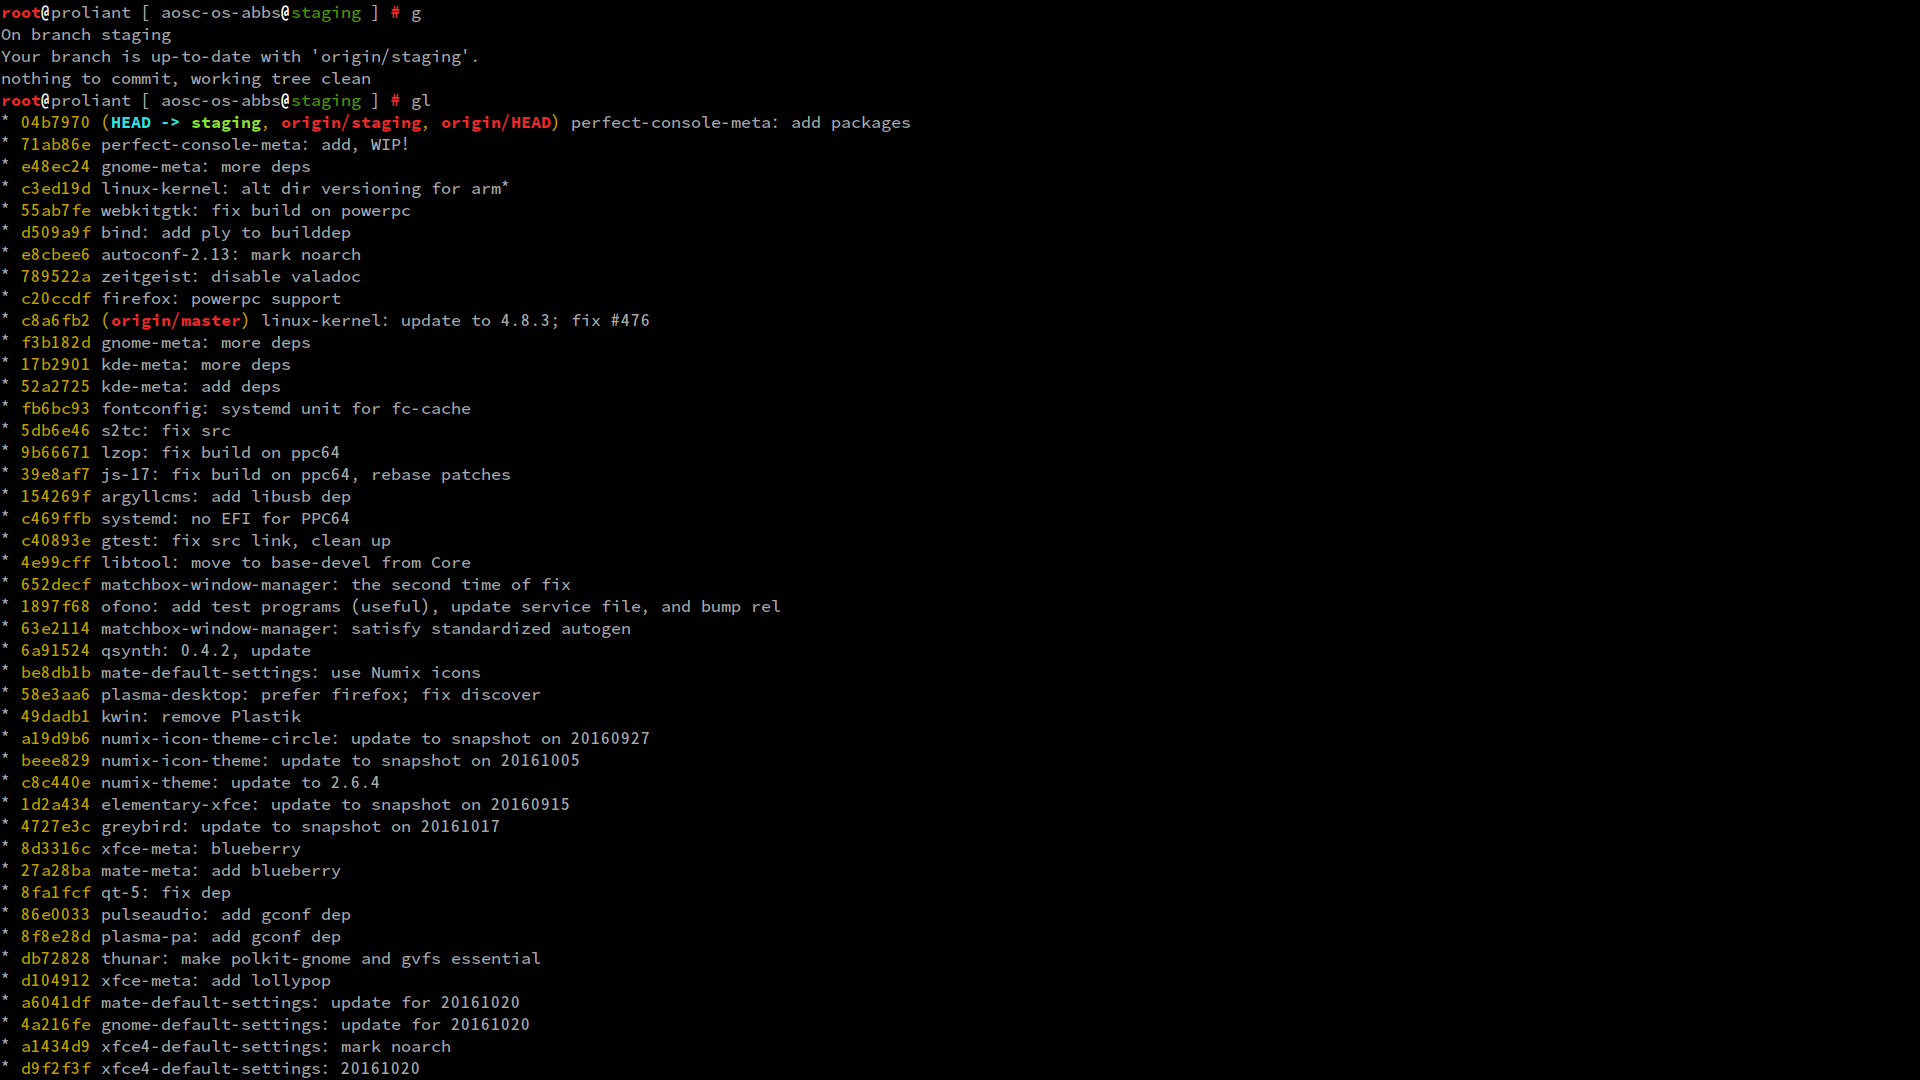 root@proliant [ aosc-os-abbs@staging ] # g
On branch staging
Your branch is up-to-date with 'origin/staging'.
nothing to commit, working tree clean
root@proliant [ aosc-os-abbs@staging ] # gl
* 04b7970 (HEAD -> staging, origin/staging, origin/HEAD) perfect-console-meta: add packages
* 71ab86e perfect-console-meta: add, WIP!
* e48ec24 gnome-meta: more deps
* c3ed19d linux-kernel: alt dir versioning for arm*
* 55ab7fe webkitgtk: fix build on powerpc
* d509a9f bind: add ply to builddep
* e8cbee6 autoconf-2.13: mark noarch
* 789522a zeitgeist: disable valadoc
* c20ccdf firefox: powerpc support
* c8a6fb2 (origin/master) linux-kernel: update to 4.8.3; fix #476
* f3b182d gnome-meta: more deps
* 17b2901 kde-meta: more deps
* 52a2725 kde-meta: add deps
* fb6bc93 fontconfig: systemd unit for fc-cache
* 5db6e46 s2tc: fix src
* 9b66671 lzop: fix build on ppc64
* 39e8af7 js-17: fix build on ppc64, rebase patches
* 154269f argyllcms: add libusb dep
* c469ffb systemd: no EFI for PPC64
* c40893e gtest: fix src link, clean up
* 4e99cff libtool: move to base-devel from Core
* 652decf matchbox-window-manager: the second time of fix
* 1897f68 ofono: add test programs (useful), update service file, and bump rel
* 63e2114 matchbox-window-manager: satisfy standardized autogen
* 6a91524 qsynth: 0.4.2, update
* be8db1b mate-default-settings: use Numix icons
* 58e3aa6 plasma-desktop: prefer firefox; fix discover
* 49dadb1 kwin: remove Plastik
* a19d9b6 numix-icon-theme-circle: update to snapshot on 20160927
* beee829 numix-icon-theme: update to snapshot on 20161005
* c8c440e numix-theme: update to 2.6.4
* 1d2a434 elementary-xfce: update to snapshot on 20160915
* 4727e3c greybird: update to snapshot on 20161017
* 8d3316c xfce-meta: blueberry
* 27a28ba mate-meta: add blueberry
* 8fa1fcf qt-5: fix dep
* 86e0033 pulseaudio: add gconf dep
* 8f8e28d plasma-pa: add gconf dep
* db72828 thunar: make polkit-gnome and gvfs essential
* d104912 xfce-meta: add lollypop
* a6041df mate-default-settings: update for 20161020
* 4a216fe gnome-default-settings: update for 20161020
* a1434d9 xfce4-default-settings: mark noarch
* d9f2f3f xfce4-default-settings: 20161020